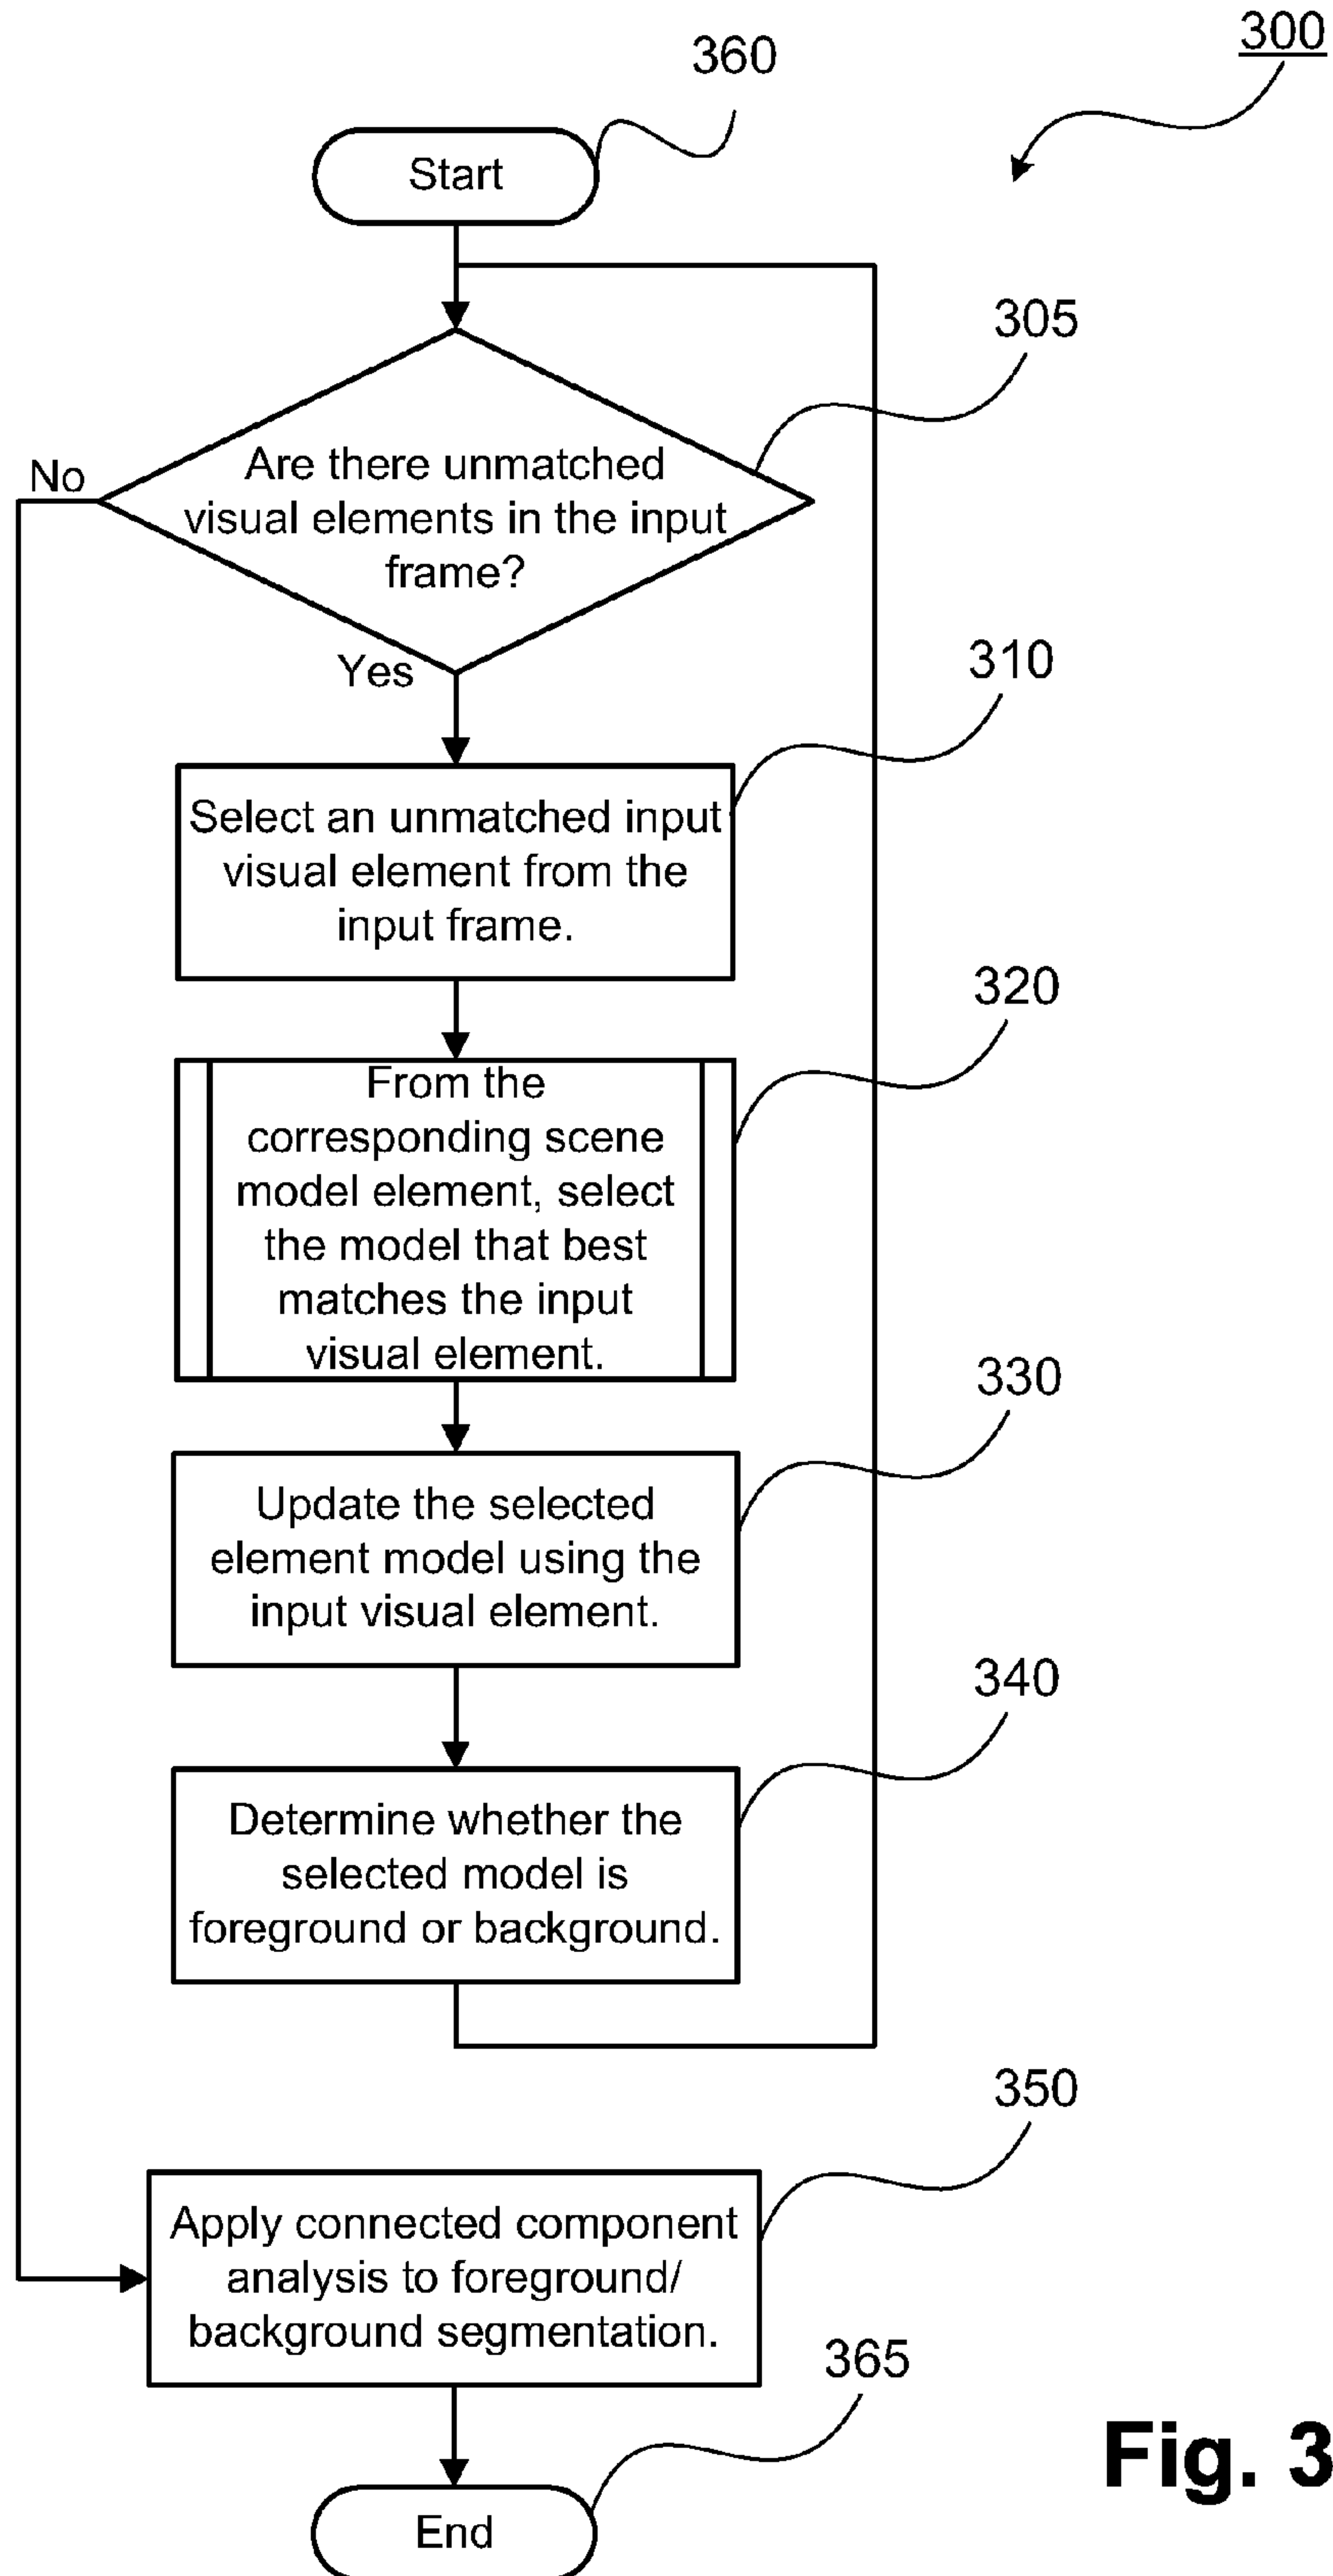 300
360
Start
305
No
Are there unmatched
visual elements in the input
frame?
Yes
310
Select an unmatched input
visual element from the
input frame.
320
From the
corresponding scene
model element, select
the model that best
matches the input
visual element.
330
Update the selected
element model using the
input visual element.
340
Determine whether the
selected model is
foreground or background.
350
Apply connected component
analysis to foreground/
background segmentation.
365
End
Fig. 3